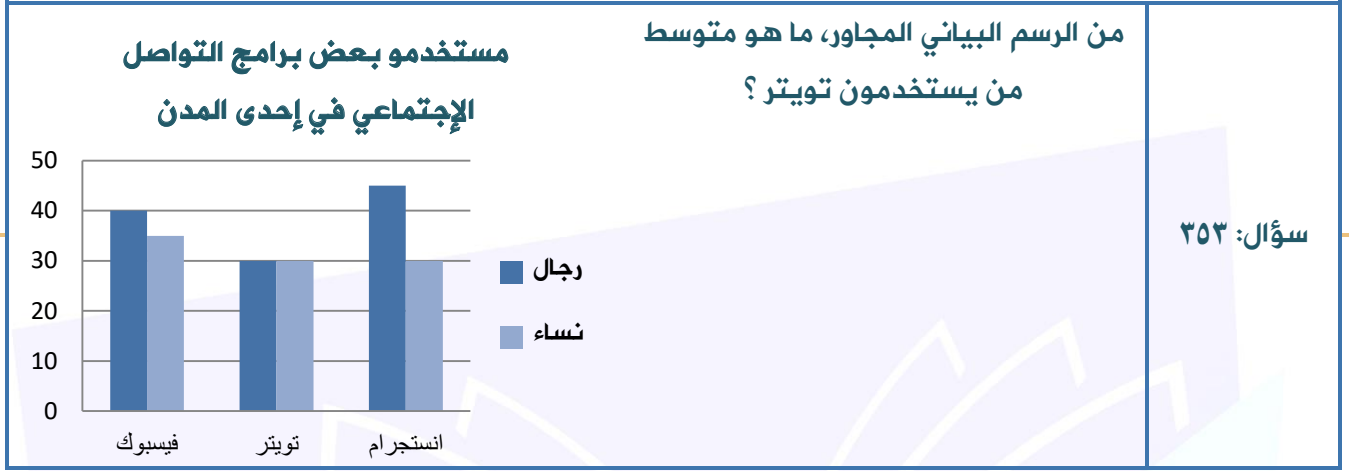 سؤال: ٣٥٣
من الرسم البياني المجاور، ما هو متوسط
من يستخدمون تويتر ؟
مستخدمو بعض برامج التواصل
الإجتماعي في إحدى المدن
50
40
30
20
10
0
فيسبوك
تويتر
انستجرام
رجال
نساء